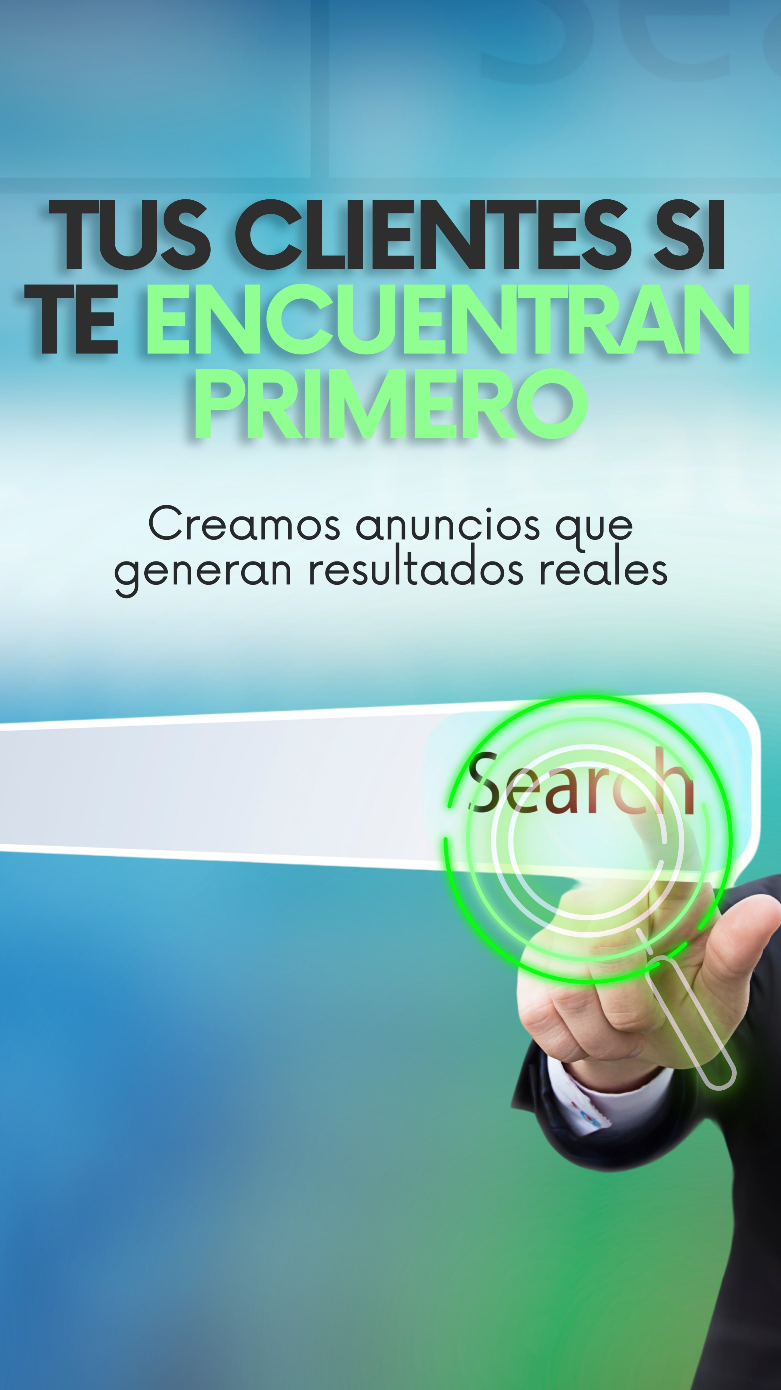 TUS CLIENTES SI
TE ENCUENTRAN
PRIMERO
Creamos anuncios que
generan resultados reales
Search